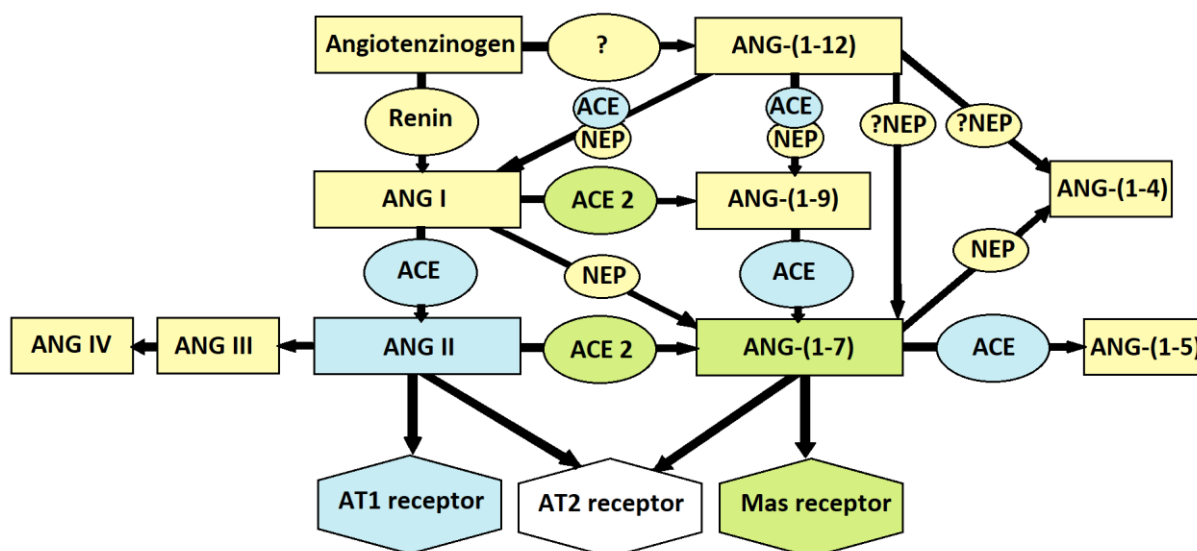 Angiotenzinogen
?
ANG-(1-12)
Renin
ACE
NEP
ACE
NEP
?NEP
?NEP
ANG I
ACE 2
ANG-(1-9)
ANG-(1-4)
ACE
NEP
ACE
NEP
ANG IV
ANG III
ANG II
ACE 2
ANG-(1-7)
ACE
ANG-(1-5)
AT1 receptor
AT2 receptor
Mas receptor